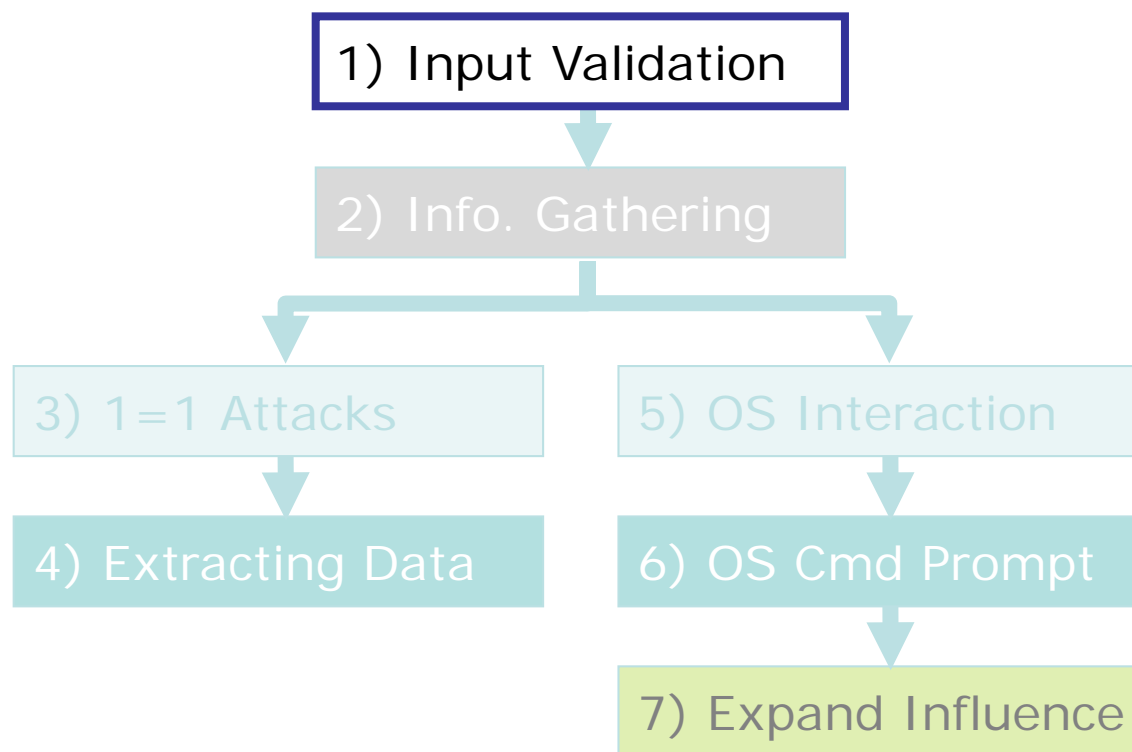 1) Input Validation
2) Info. Gathering
3) 1=1 Attacks
5) OS Interaction
4) Extracting Data
6) OS Cmd Prompt
7) Expand Influence